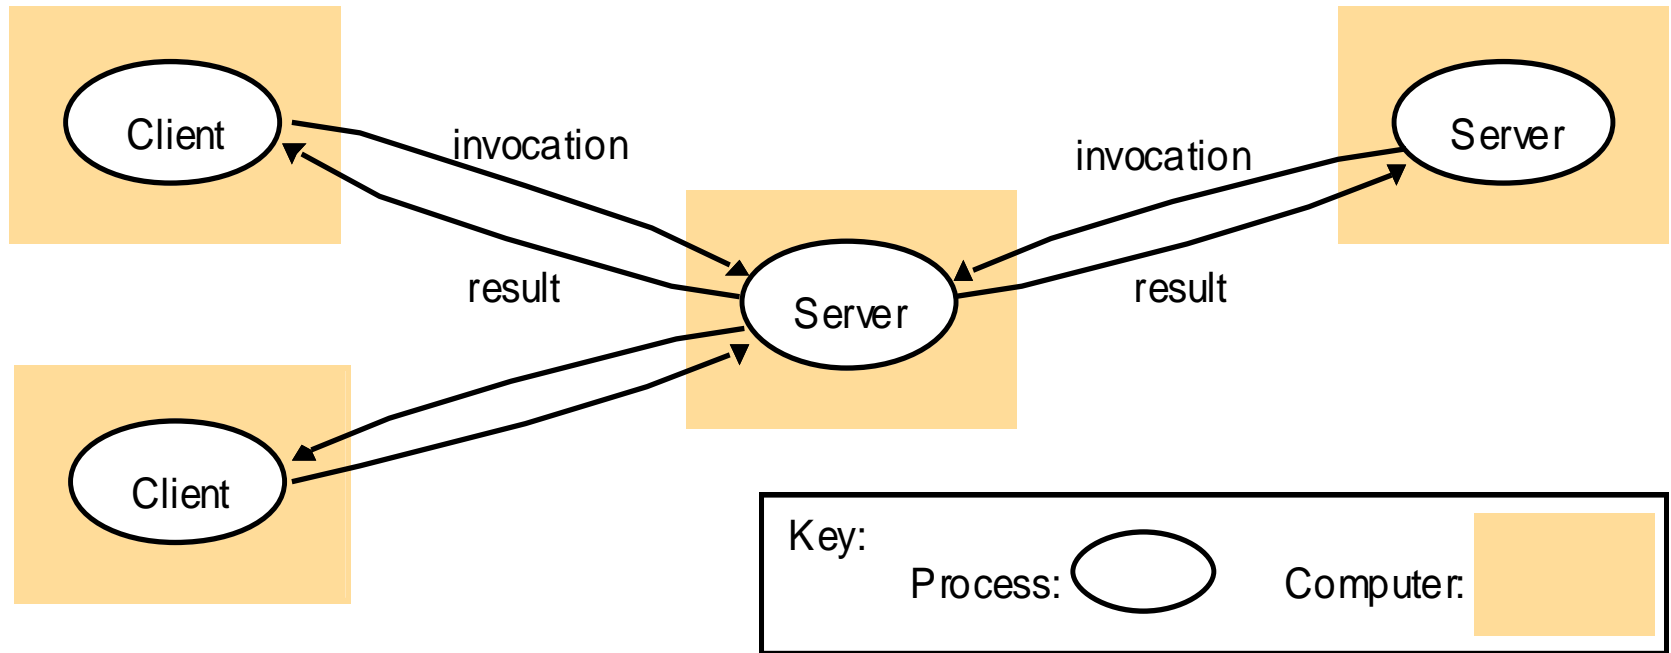 Client
invocation
result
Server
invocation
result
Server
Client
Key:
Process:
Computer: